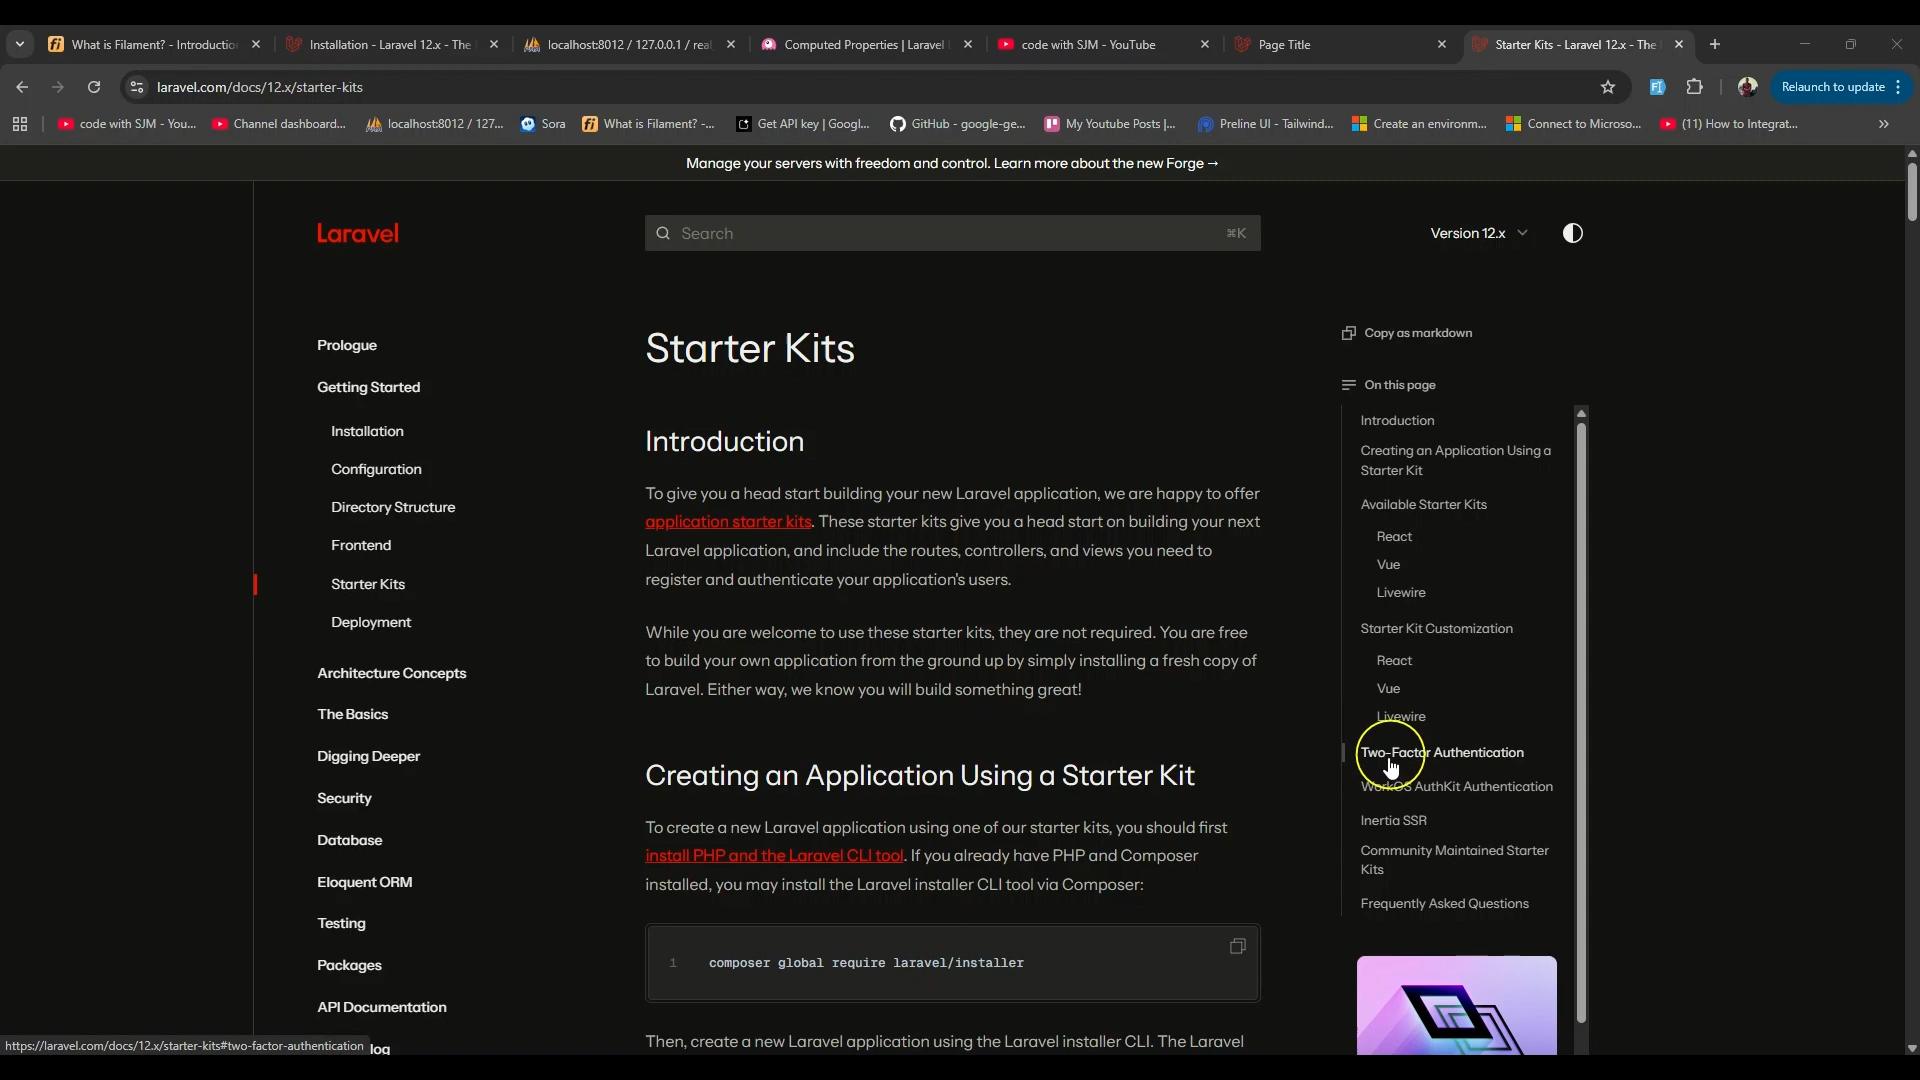 What is Filament? - Introductio
Installation - Laravel 12.x - The
localhost:8012 / 127.0.0.1 / rea
Computed Properties | Laravel
code with SJM - YouTube
Page Title
Starter Kits - Laravel 12.x - The
laravel.com/docs/12.x/starter-kits
Relaunch to update
code with SJM - You...
Channel dashboard...
localhost:8012 / 127...
Sora
What is Filament? -...
Get API key | Googl...
GitHub - google-ge...
My Youtube Posts |...
Preline UI - Tailwind...
Create an environm...
Connect to Microso...
(11) How to Integrat...
»
Manage your servers with freedom and control. Learn more about the new Forge →
Laravel
Search
⌘K
Version 12.x
Prologue
Getting Started
Installation
Configuration
Directory Structure
Frontend
Starter Kits
Deployment
Architecture Concepts
The Basics
Digging Deeper
Security
Database
Eloquent ORM
Testing
Packages
API Documentation
log
https://laravel.com/docs/12.x/starter-kits#two-factor-authentication
Starter Kits
Introduction
To give you a head start building your new Laravel application, we are happy to offer
application starter kits. These starter kits give you a head start on building your next
Laravel application, and include the routes, controllers, and views you need to
register and authenticate your application's users.
While you are welcome to use these starter kits, they are not required. You are free
to build your own application from the ground up by simply installing a fresh copy of
Laravel. Either way, we know you will build something great!
Creating an Application Using a Starter Kit
To create a new Laravel application using one of our starter kits, you should first
install PHP and the Laravel CLI tool. If you already have PHP and Composer
installed, you may install the Laravel installer CLI tool via Composer:
1 composer global require laravel/installer
Then, create a new Laravel application using the Laravel installer CLI. The Laravel
Copy as markdown
On this page
Introduction
Creating an Application Using a
Starter Kit
Available Starter Kits
React
Vue
Livewire
Starter Kit Customization
React
Vue
Livewire
Two-Factor Authentication
WorkOS AuthKit Authentication
Inertia SSR
Community Maintained Starter
Kits
Frequently Asked Questions